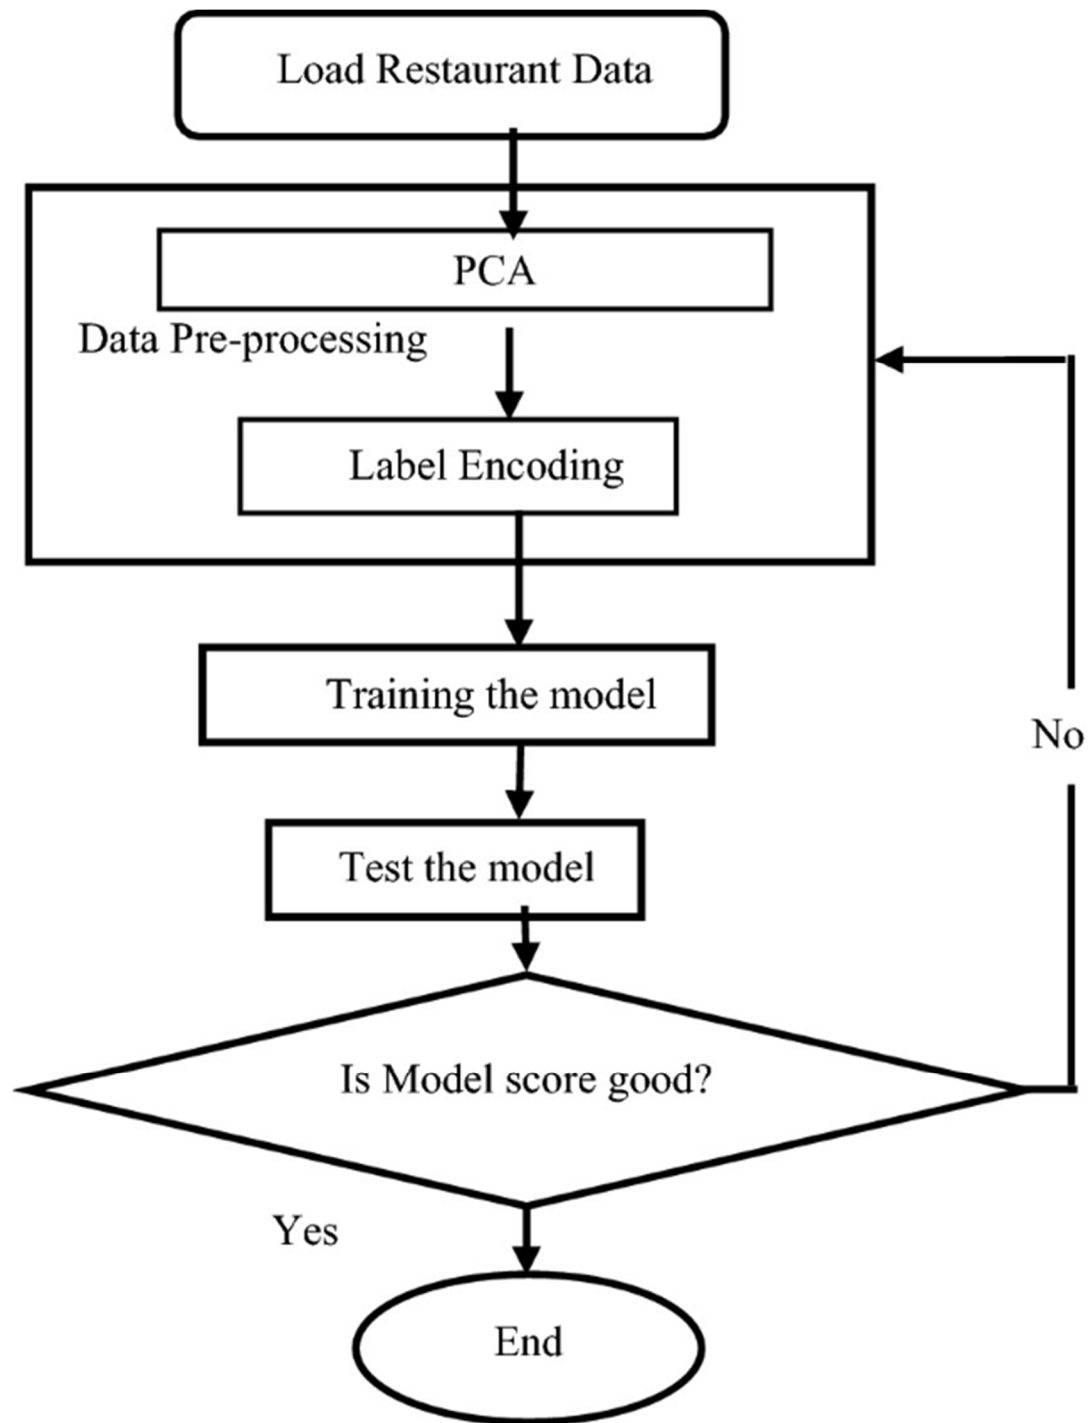 Load Restaurant Data
PCA
Data Pre-processing
Label Encoding
Training the model
No
Test the model
Is Model score good?
Yes
End